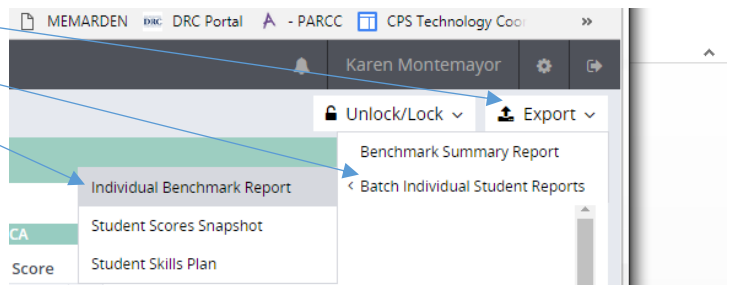 MEMARDEN DRC DRC Portal A - PARCC CPS Technology Coor »
Karen Montemayor
Unlock/Lock Export
Benchmark Summary Report
< Batch Individual Student Reports
Individual Benchmark Report
Student Scores Snapshot
Student Skills Plan
CA
Score